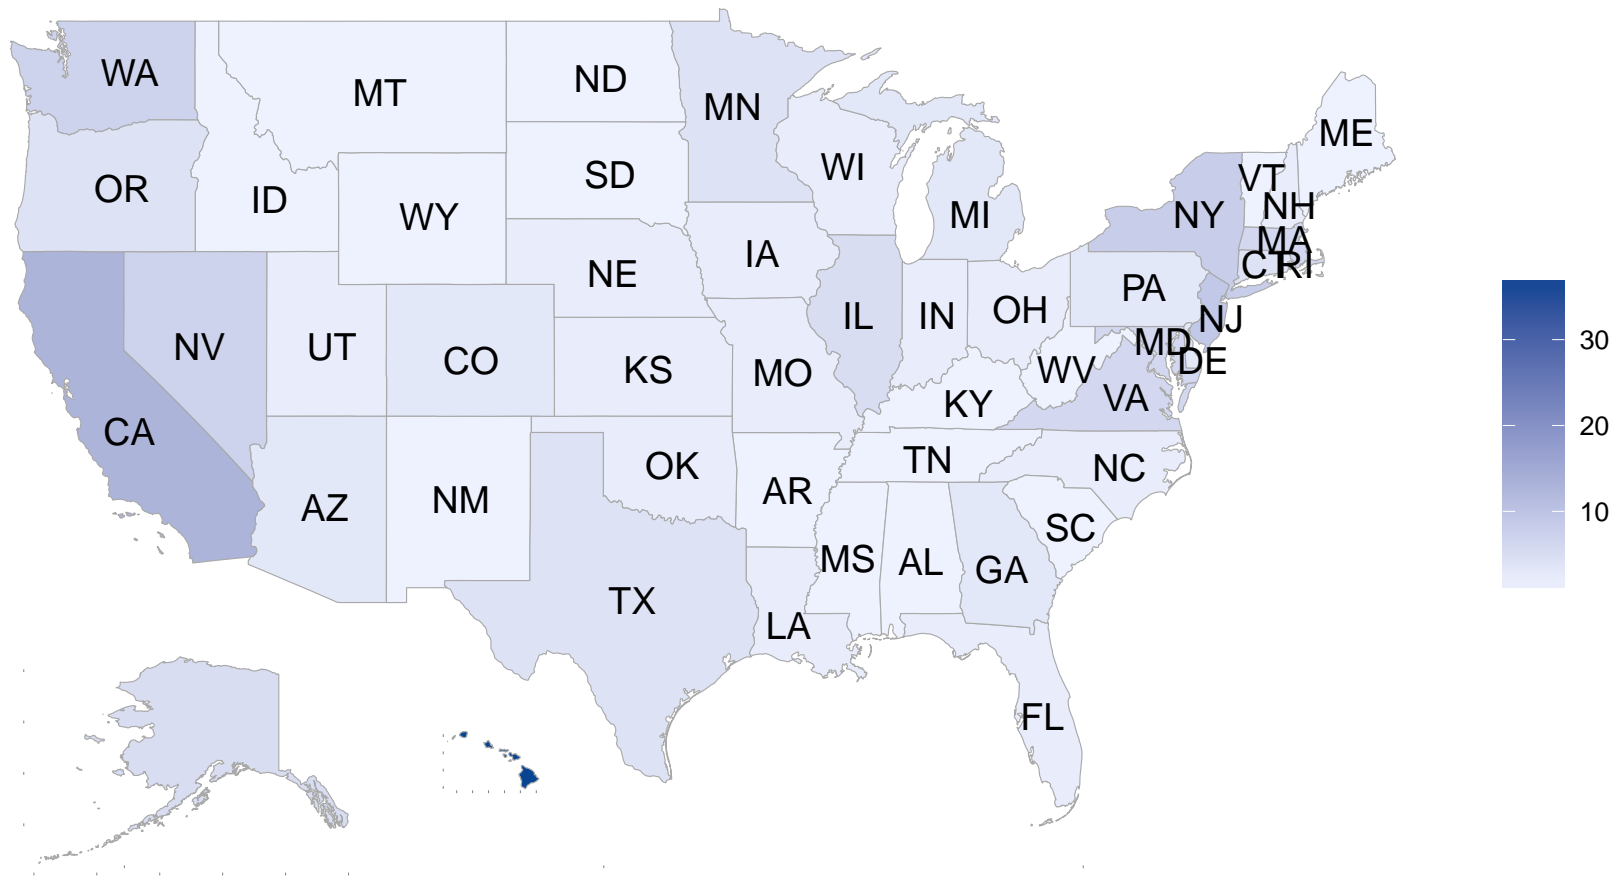 WA
MT
ND
MN
ME
OR
ID
WY
SD
WI
MI
NY
VT
NH
MA
CT
RI
IA
NE
PA
NV
UT
CO
KS
MO
IL
IN
OH
NJ
MD
DE
WV
VA
KY
CA
AZ
NM
OK
AR
TN
NC
SC
MS
AL
GA
TX
LA
FL
30
20
10